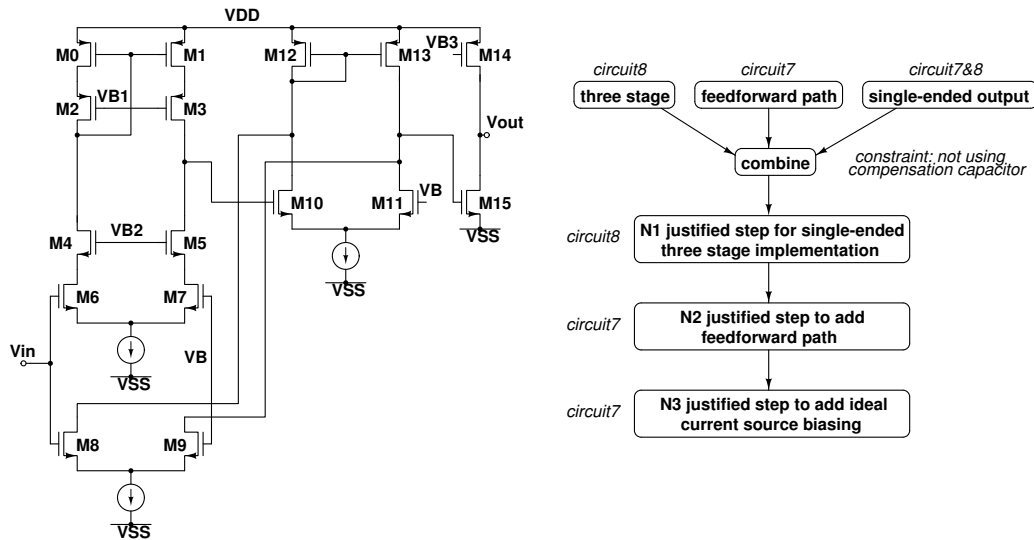 VDD
M0
M1
M12
M13
VB3
M14
M2
VB1
M3
Vout
M10
M11
VB
M15
VSS
M4
VB2
M5
VSS
M6
M7
Vin
VSS
VB
M8
M9
VSS
circuit8
circuit7
circuit7&8
three stage
feedforward path
single-ended output
combine
constraint: not using
compensation capacitor
circuit8
N1 justified step for single-ended
three stage implementation
circuit7
N2 justified step to add
feedforward path
circuit7
N3 justified step to add ideal
current source biasing